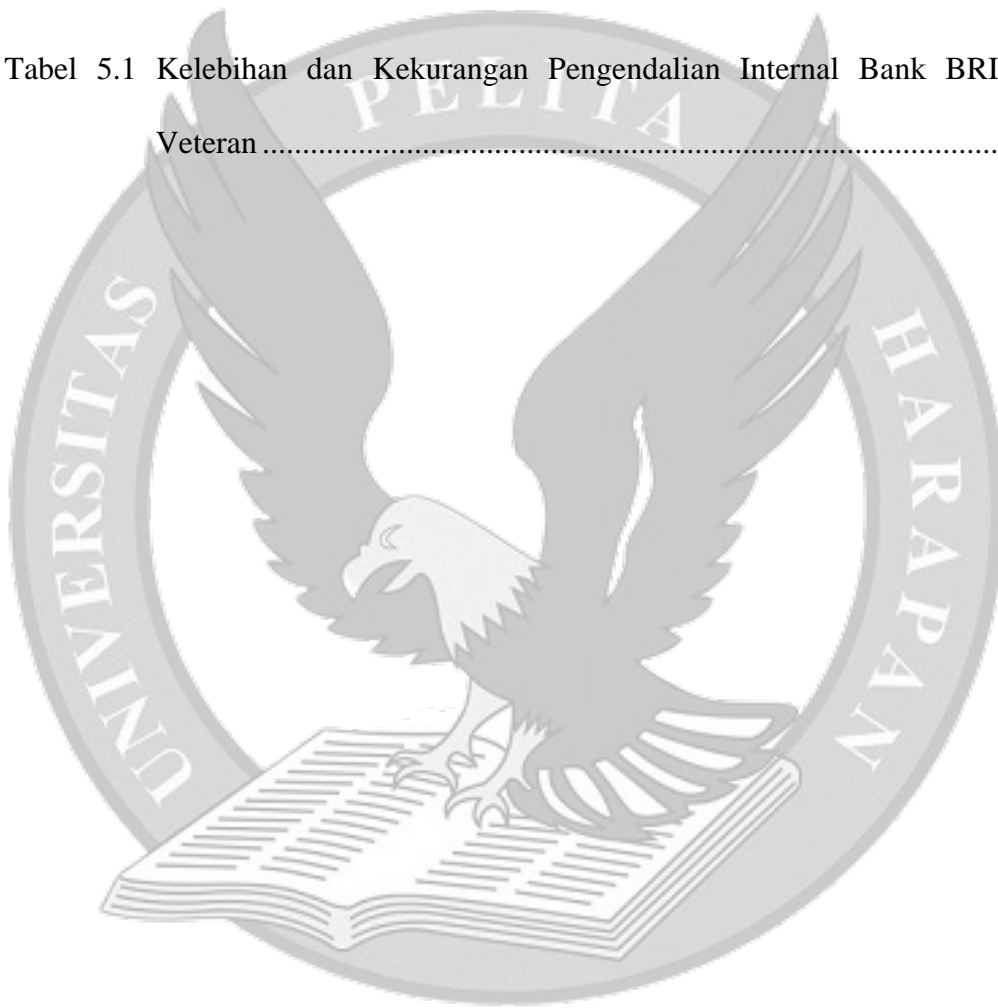 Tabel 5.1 Kelebihan dan Kekurangan Pengendalian Internal Bank BRI
Veteran ..............................................................................
UNIVERSITAS PELITA HARAPAN